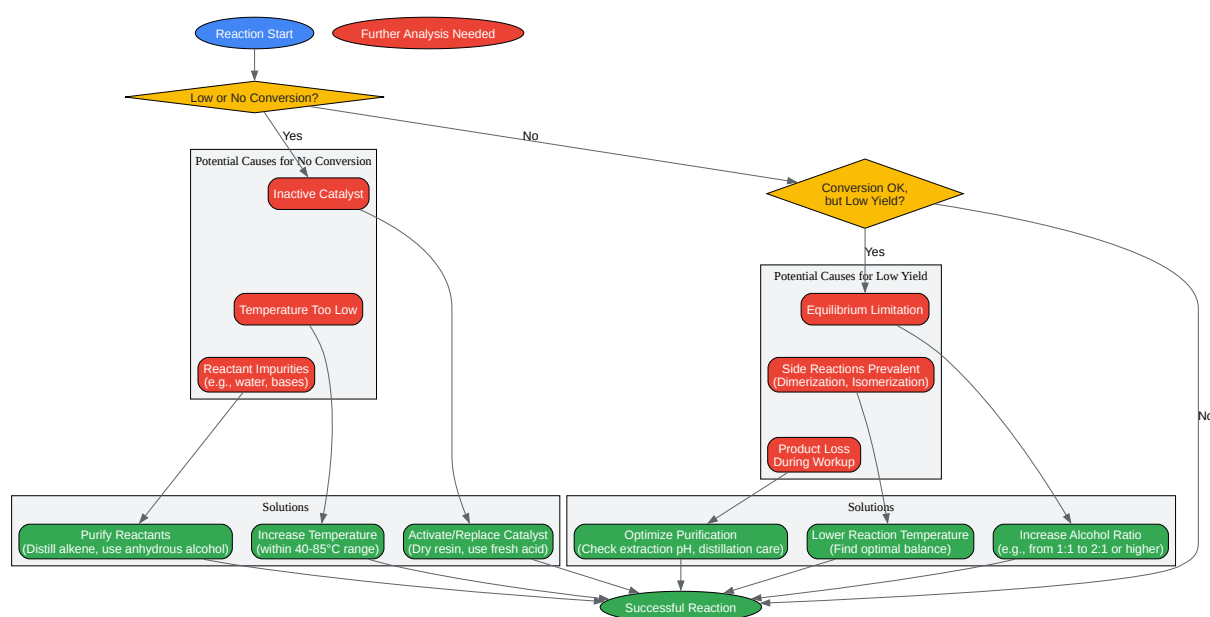 Reaction Start
Further Analysis Needed
Low or No Conversion?
Yes
No
Potential Causes for No Conversion
Inactive Catalyst
Temperature Too Low
Reactant Impurities
(e.g., water, bases)
Conversion OK,
but Low Yield?
Yes
No
Potential Causes for Low Yield
Equilibrium Limitation
Side Reactions Prevalent
(Dimerization, Isomerization)
Product Loss
During Workup
Solutions
Purify Reactants
(Distill alkene, use anhydrous alcohol)
Increase Temperature
(within 40-85°C range)
Activate/Replace Catalyst
(Dry resin, use fresh acid)
Solutions
Optimize Purification
(Check extraction pH, distillation care)
Lower Reaction Temperature
(Find optimal balance)
Increase Alcohol Ratio
(e.g., from 1:1 to 2:1 or higher)
Successful Reaction